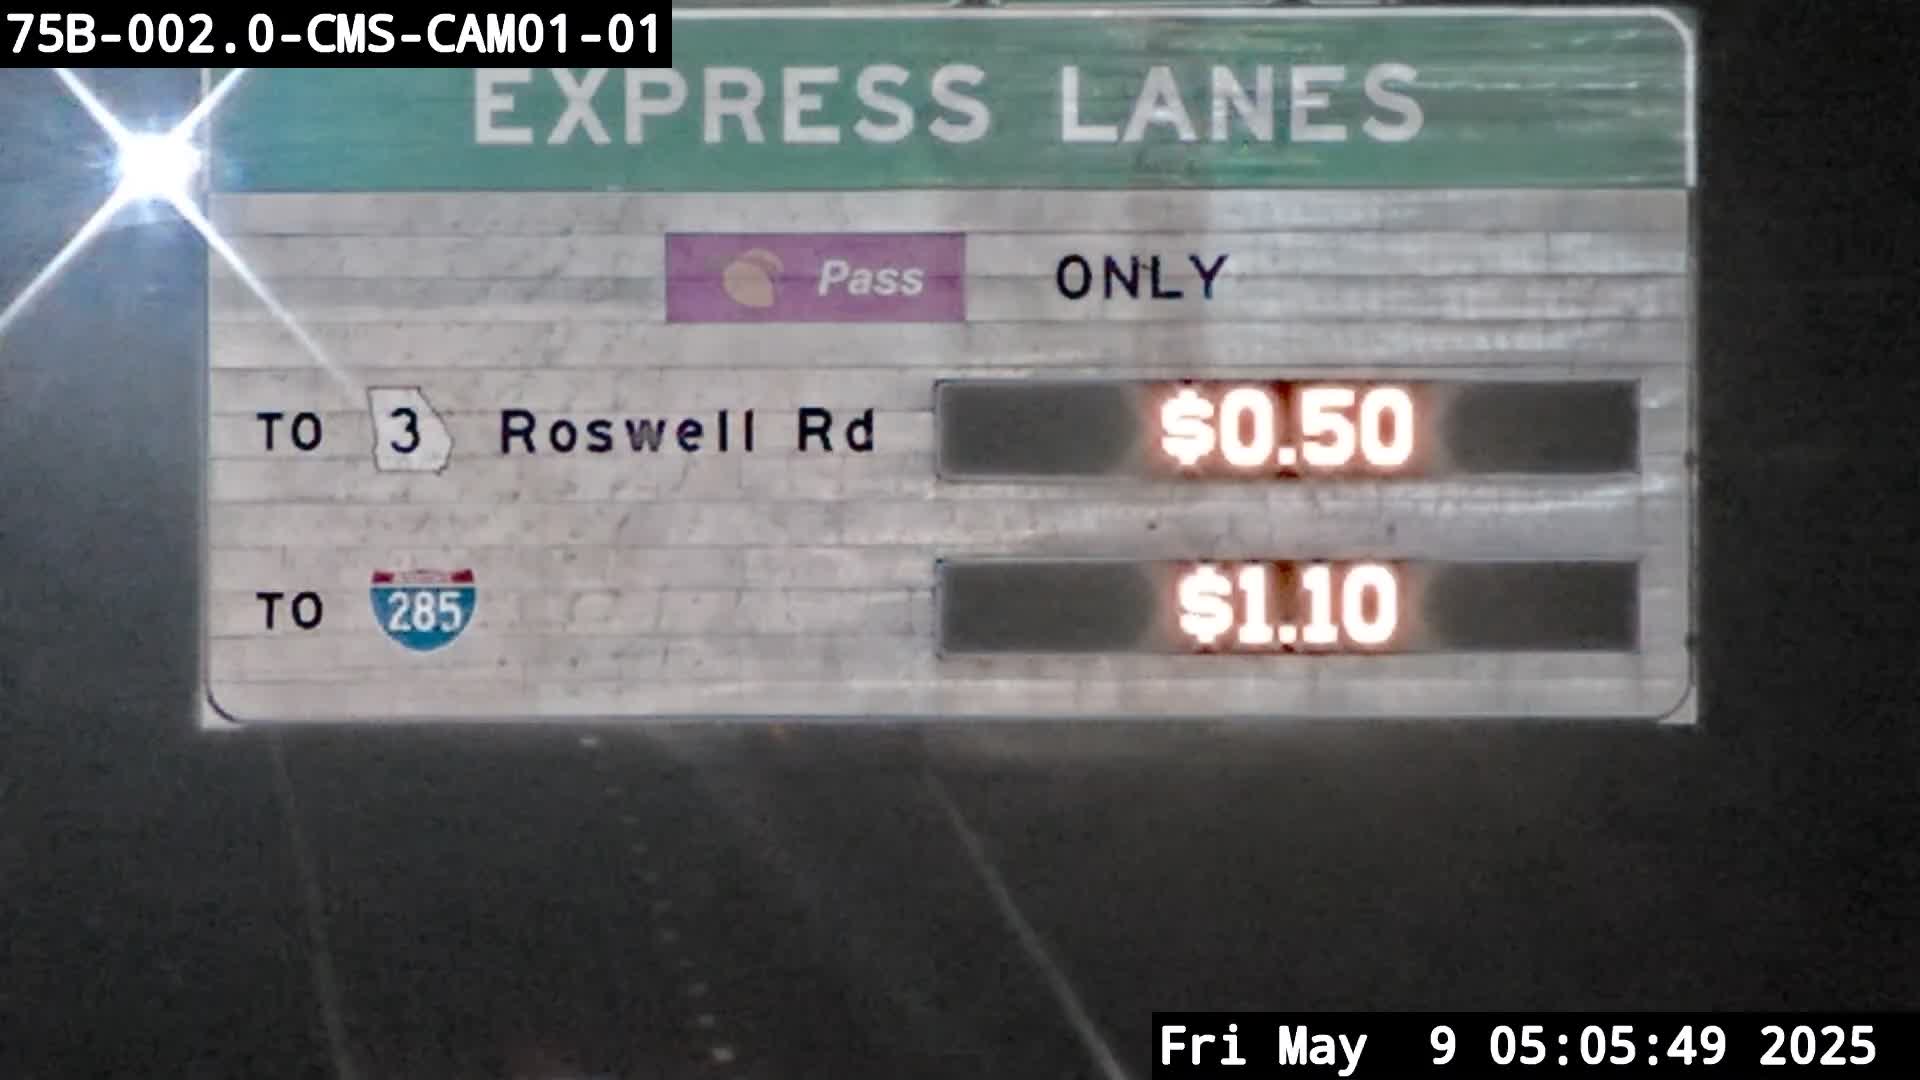 75B-002.0-CMS-CAM01-01
EXPRESS LANES
Pass ONLY
TO 3 Roswell Rd $0.50
TO 285 $1.10
Fri May 9 05:05:49 2025